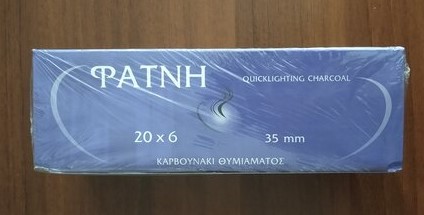 ΦΑΤΝΗ
QUICKLIGHTING CHARCOAL
20 x 6
35 mm
ΚΑΡΒΟΥΝΑΚΙ ΘΥΜΙΑΜΑΤΟΣ